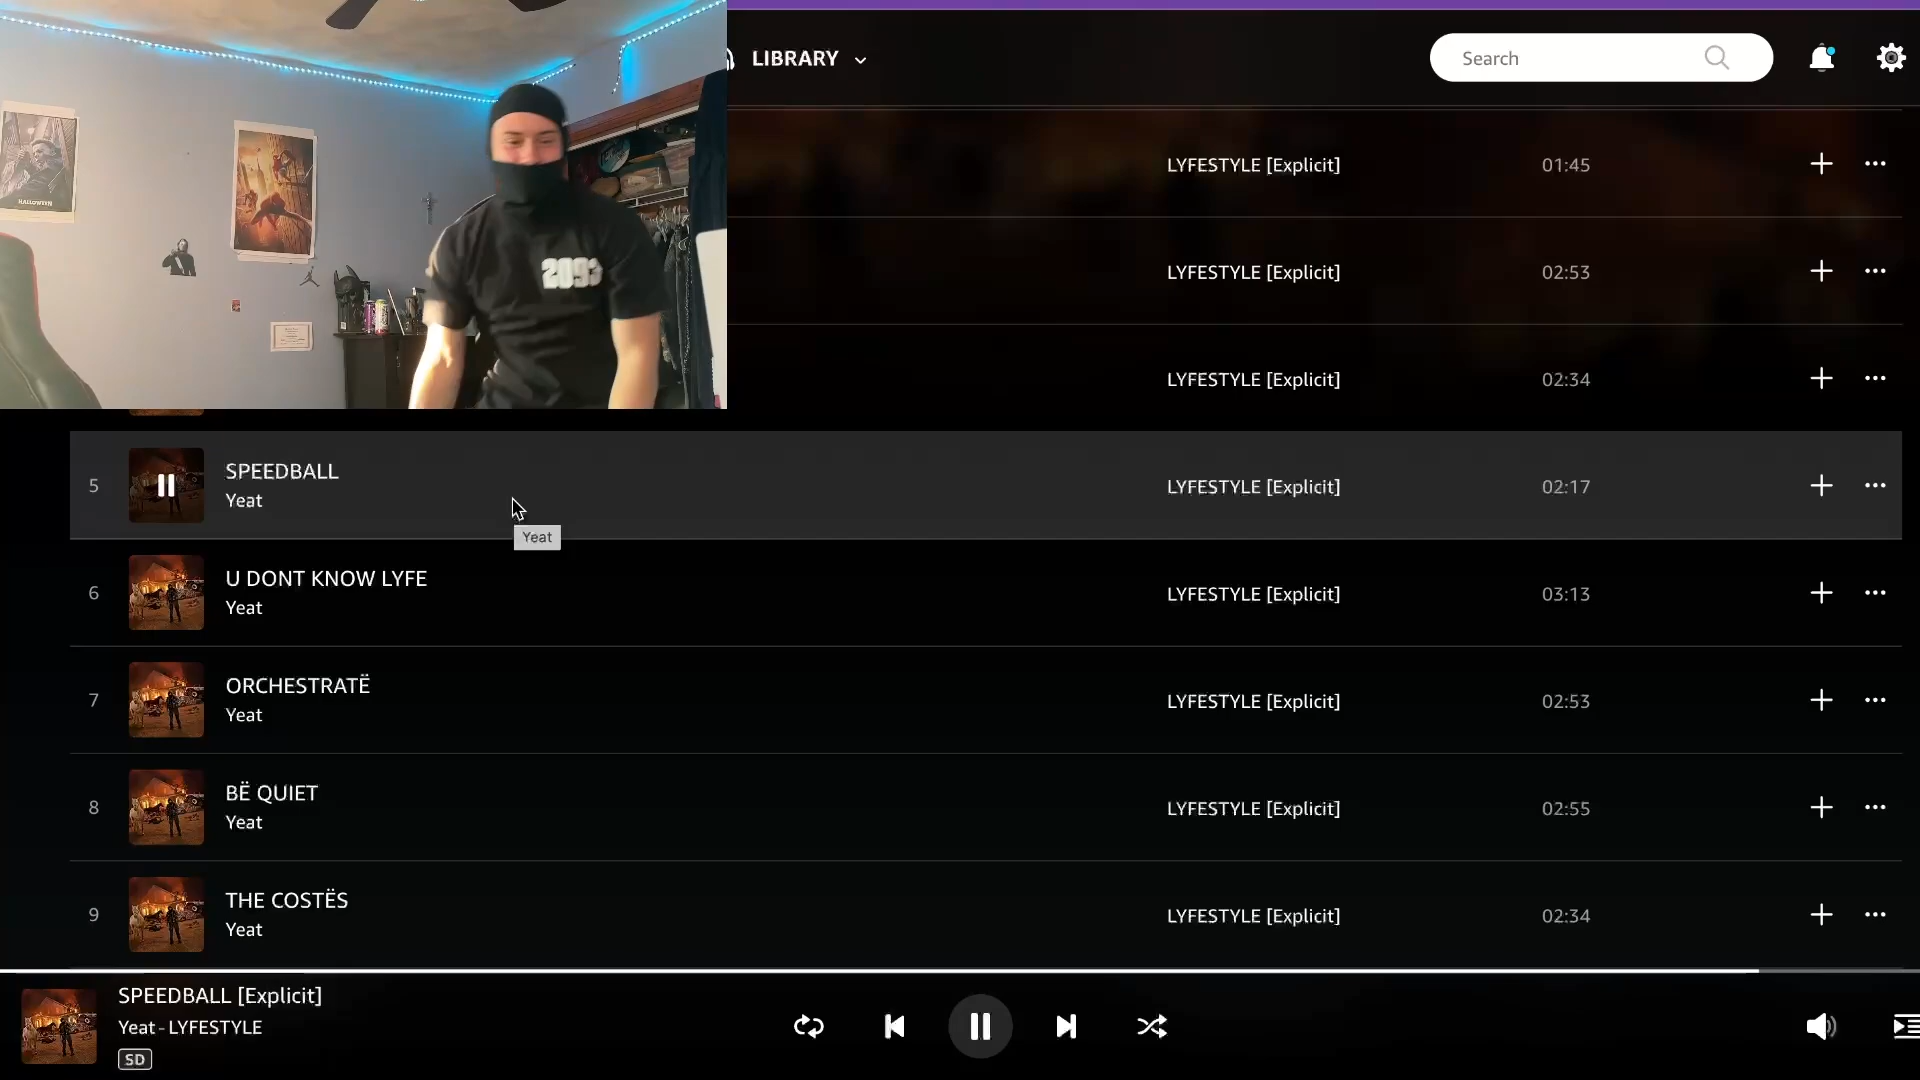 LIBRARY
Search
HALLOWEEN
2093
LYFESTYLE [Explicit] 01:45
LYFESTYLE [Explicit] 02:53
LYFESTYLE [Explicit] 02:34
5 SPEEDBALL LYFESTYLE [Explicit] 02:17
Yeat
Yeat
6 U DONT KNOW LYFE LYFESTYLE [Explicit] 03:13
Yeat
7 ORCHESTRATË LYFESTYLE [Explicit] 02:53
Yeat
8 BË QUIET LYFESTYLE [Explicit] 02:55
Yeat
9 THE COSTËS LYFESTYLE [Explicit] 02:34
Yeat
SPEEDBALL [Explicit]
Yeat - LYFESTYLE
SD